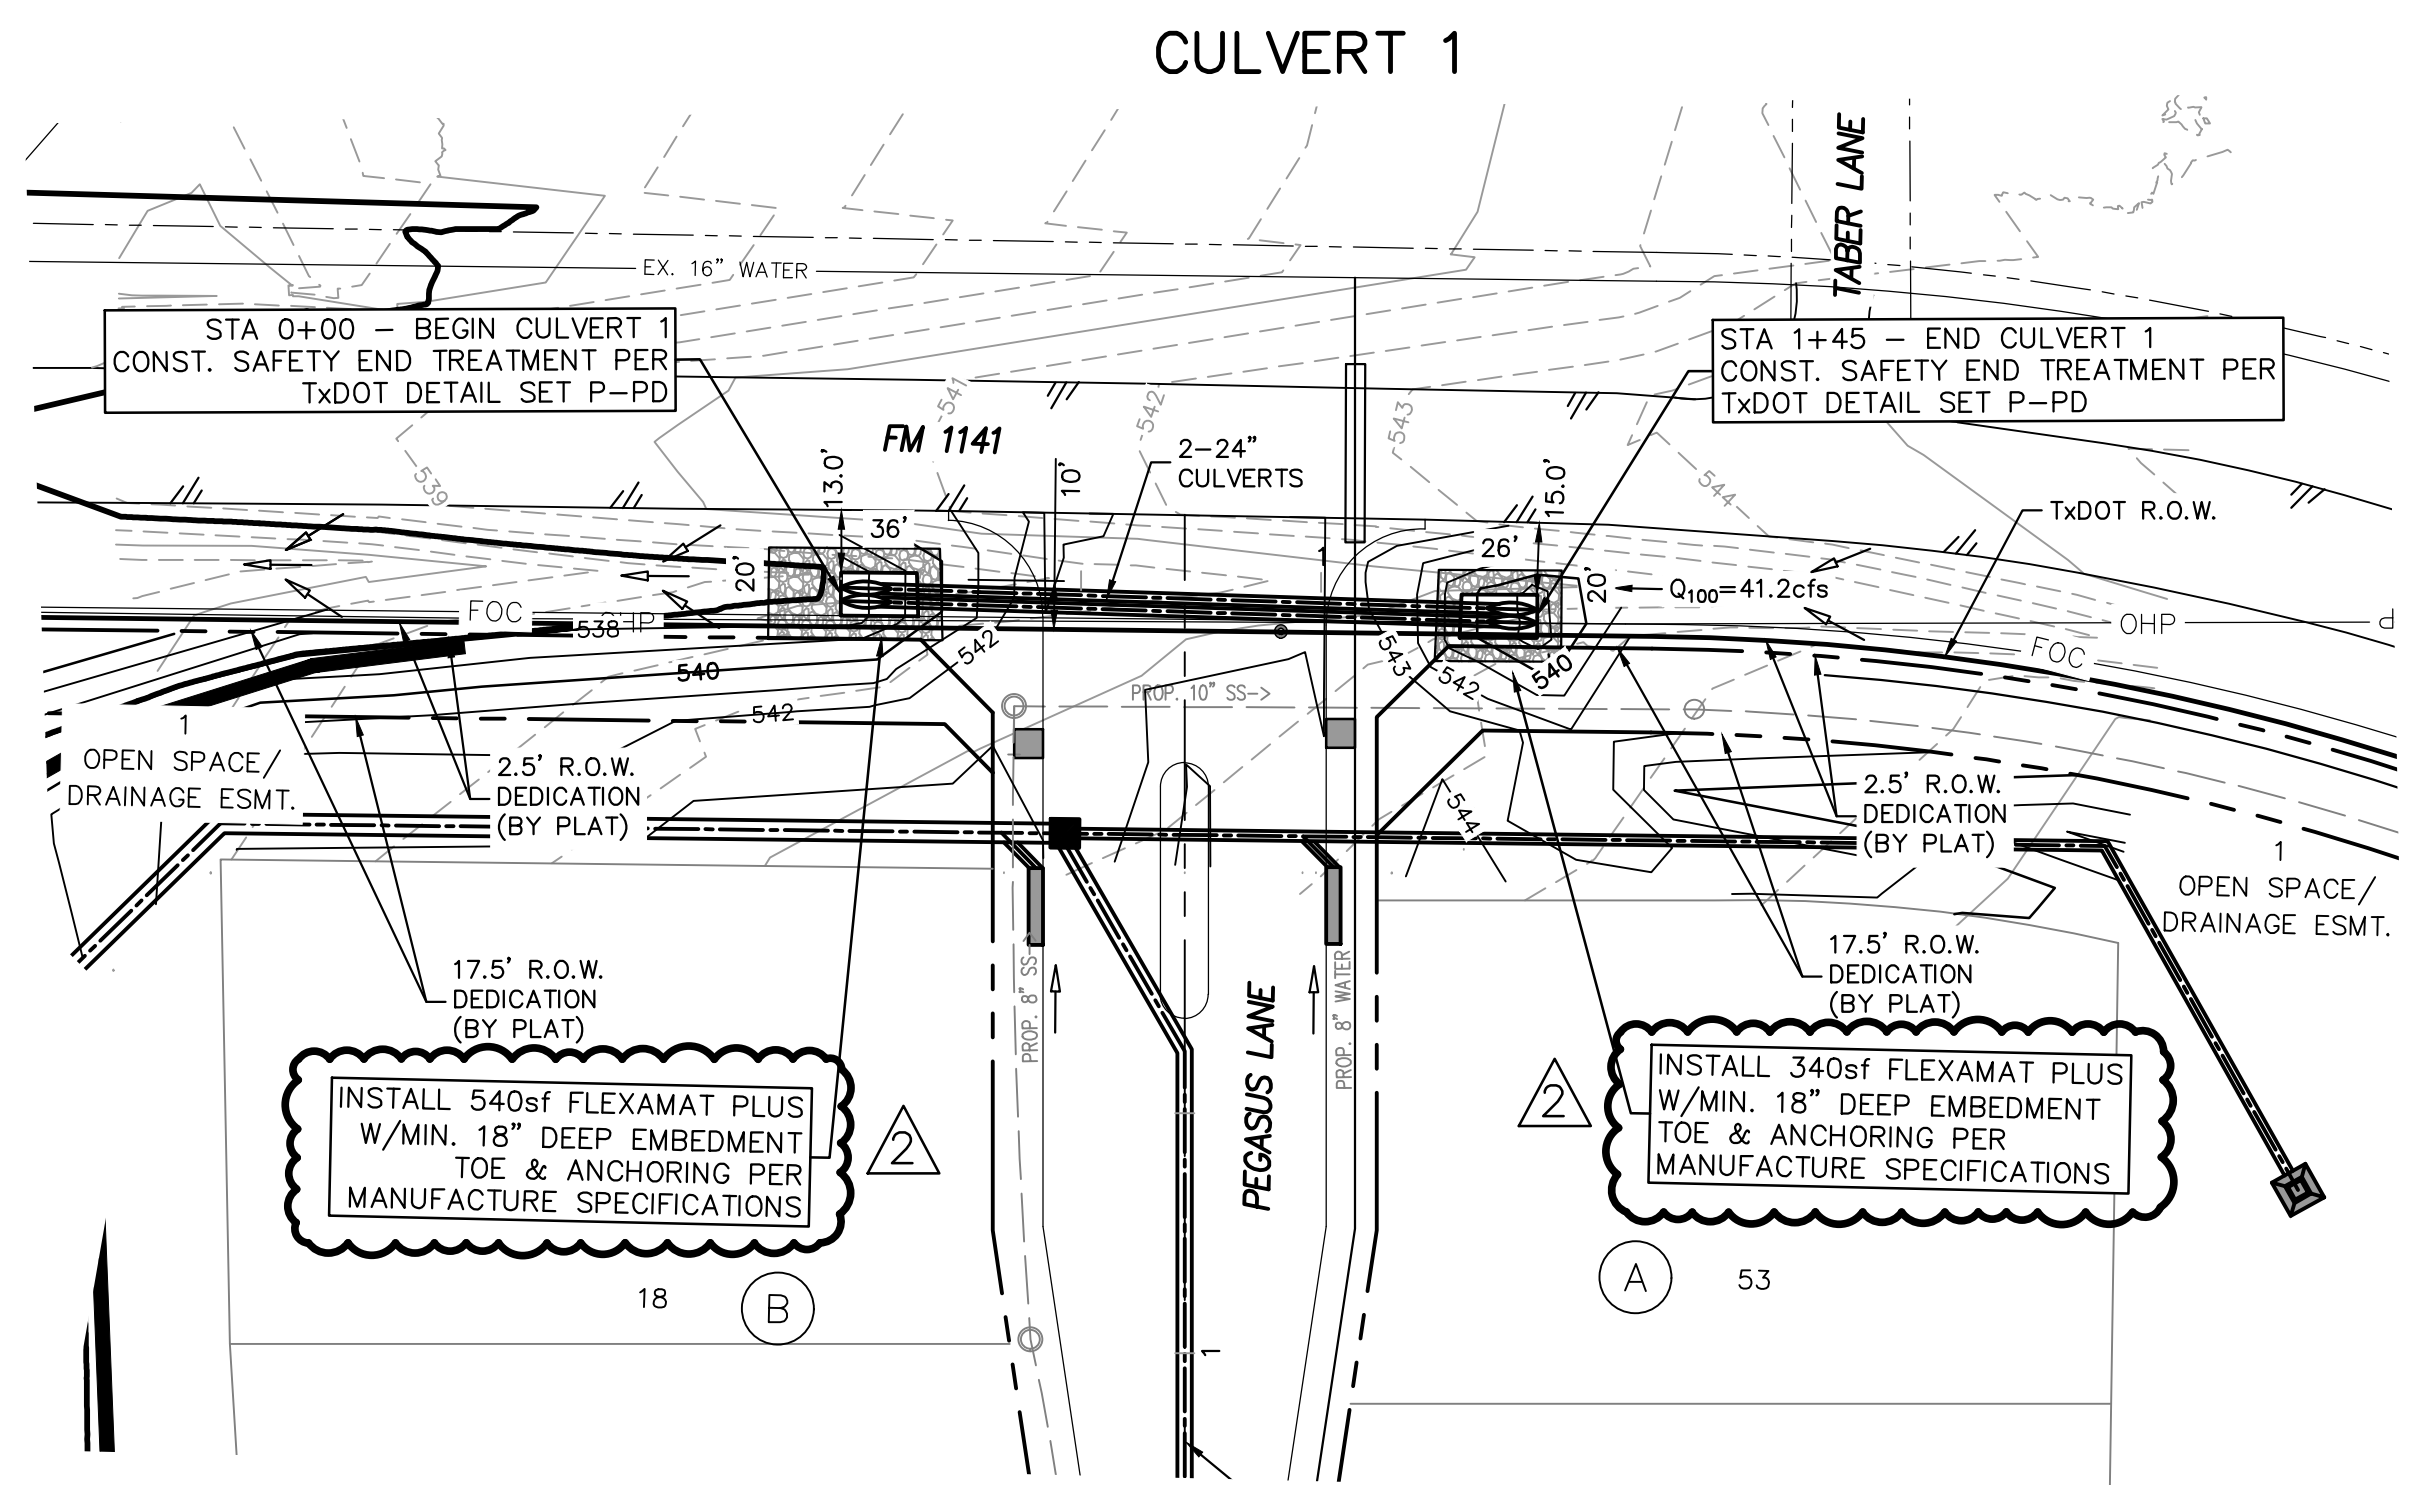 CULVERT 1
TABER LANE
EX. 16" WATER
STA 0+00 - BEGIN CULVERT 1
CONST. SAFETY END TREATMENT PER
TxDOT DETAIL SET P-PD
STA 1+45 - END CULVERT 1
CONST. SAFETY END TREATMENT PER
TxDOT DETAIL SET P-PD
541
542
543
FM 1141
2-24"
CULVERTS
539
13.0'
10'
15.0'
544
TxDOT R.O.W.
36'
26'
1
20'
20'
Q100=41.2cfs
FOC
538
HP
OHP
FOC
542
543
542
540
540
PROP. 10" SS->
542
544
1
OPEN SPACE/
DRAINAGE ESMT.
2.5' R.O.W.
DEDICATION
(BY PLAT)
2.5' R.O.W.
DEDICATION
(BY PLAT)
1
OPEN SPACE/
DRAINAGE ESMT.
17.5' R.O.W.
DEDICATION
(BY PLAT)
17.5' R.O.W.
DEDICATION
(BY PLAT)
PROP. 8" SS->
PEGASUS LANE
PROP. 8" WATER
INSTALL 540sf FLEXAMAT PLUS
W/MIN. 18" DEEP EMBEDMENT
TOE & ANCHORING PER
MANUFACTURE SPECIFICATIONS
2
2
INSTALL 340sf FLEXAMAT PLUS
W/MIN. 18" DEEP EMBEDMENT
TOE & ANCHORING PER
MANUFACTURE SPECIFICATIONS
18
B
A
53
1